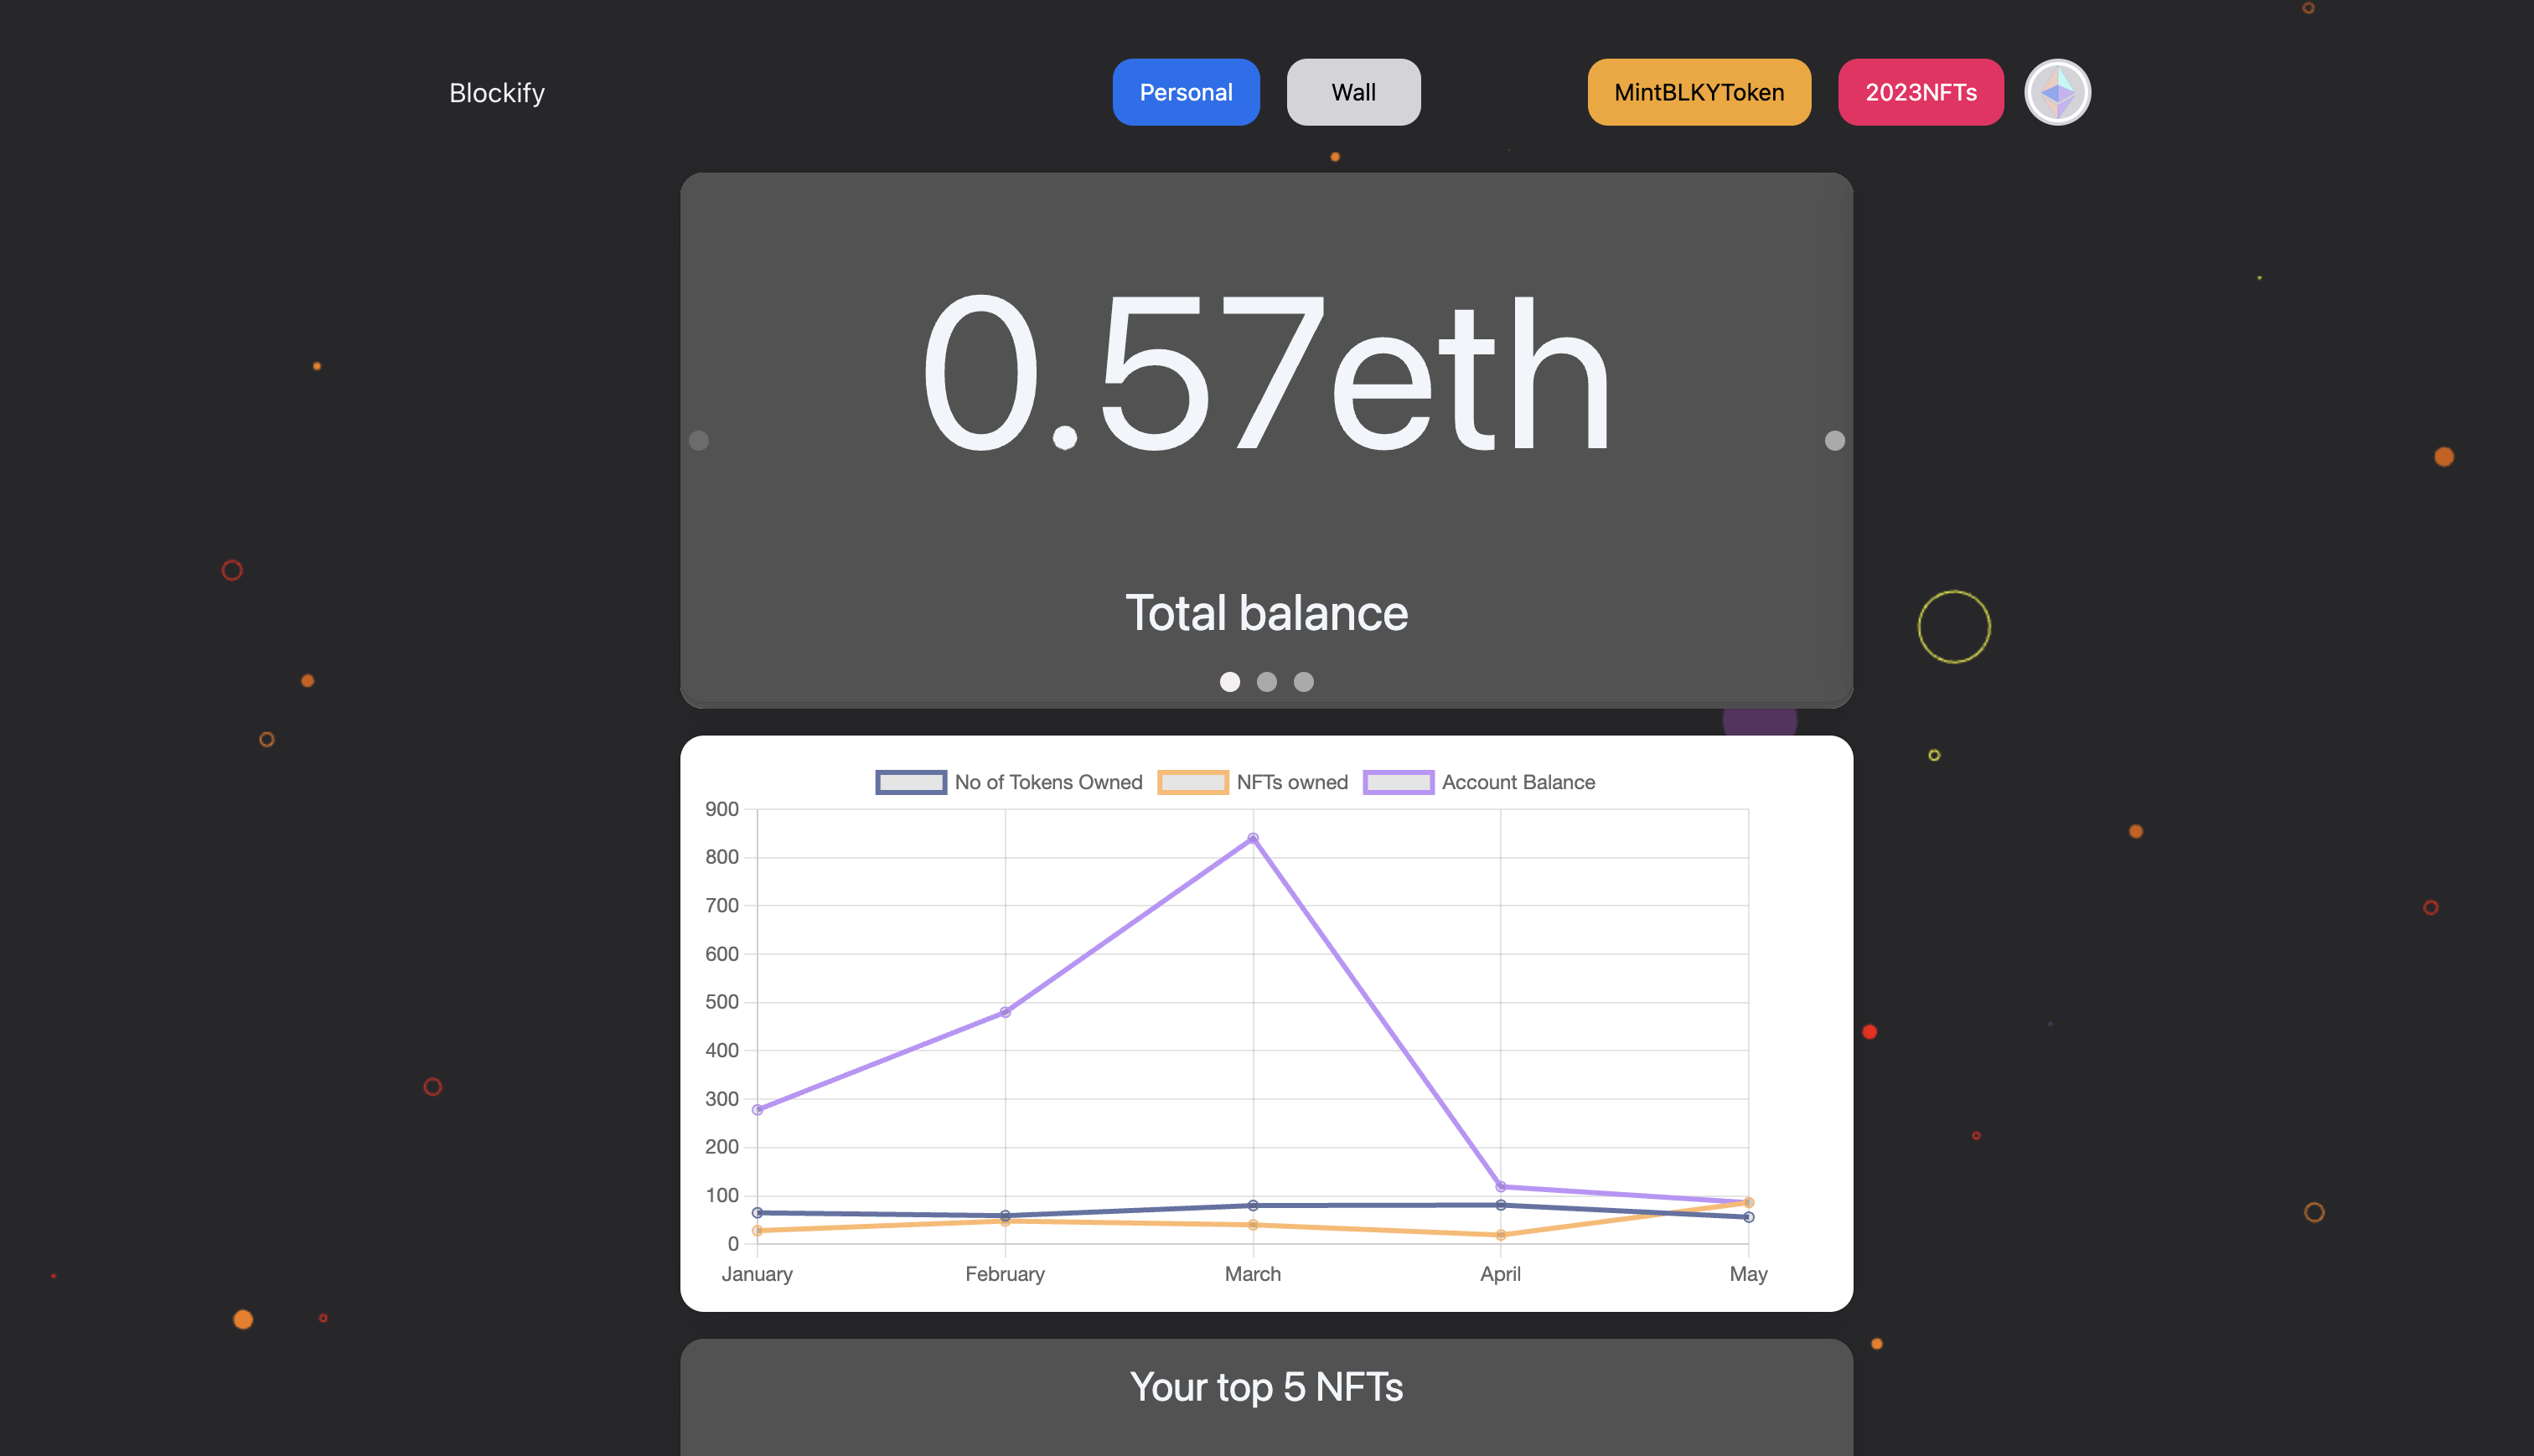 Blockify
Personal
Wall
MintBLKYToken
2023NFTs
0.57eth
Total balance
No of Tokens Owned
NFTs owned
Account Balance
900
800
700
600
500
400
300
200
100
0
January
February
March
April
May
Your top 5 NFTs